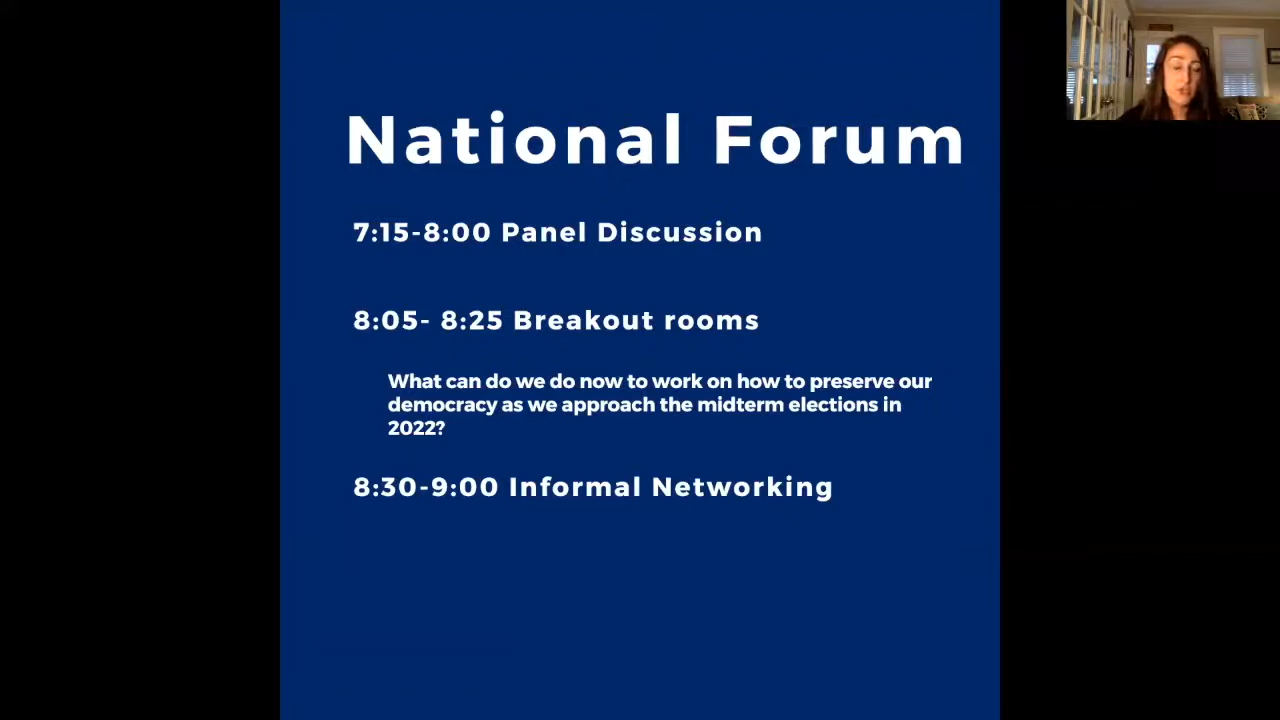 National Forum
7:15-8:00 Panel Discussion
8:05- 8:25 Breakout rooms
What can do we do now to work on how to preserve our
democracy as we approach the midterm elections in
2022?
8:30-9:00 Informal Networking